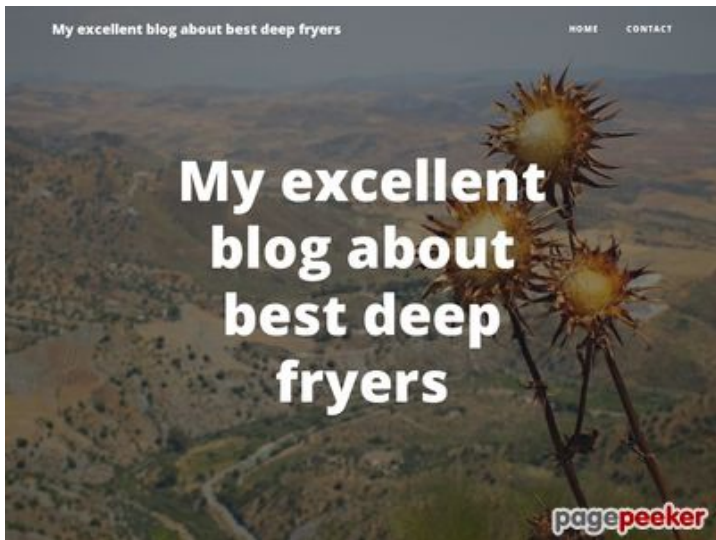 My excellent blog about best deep fryers
HOME CONTACT
My excellent
blog about
best deep
fryers
pagepeeker